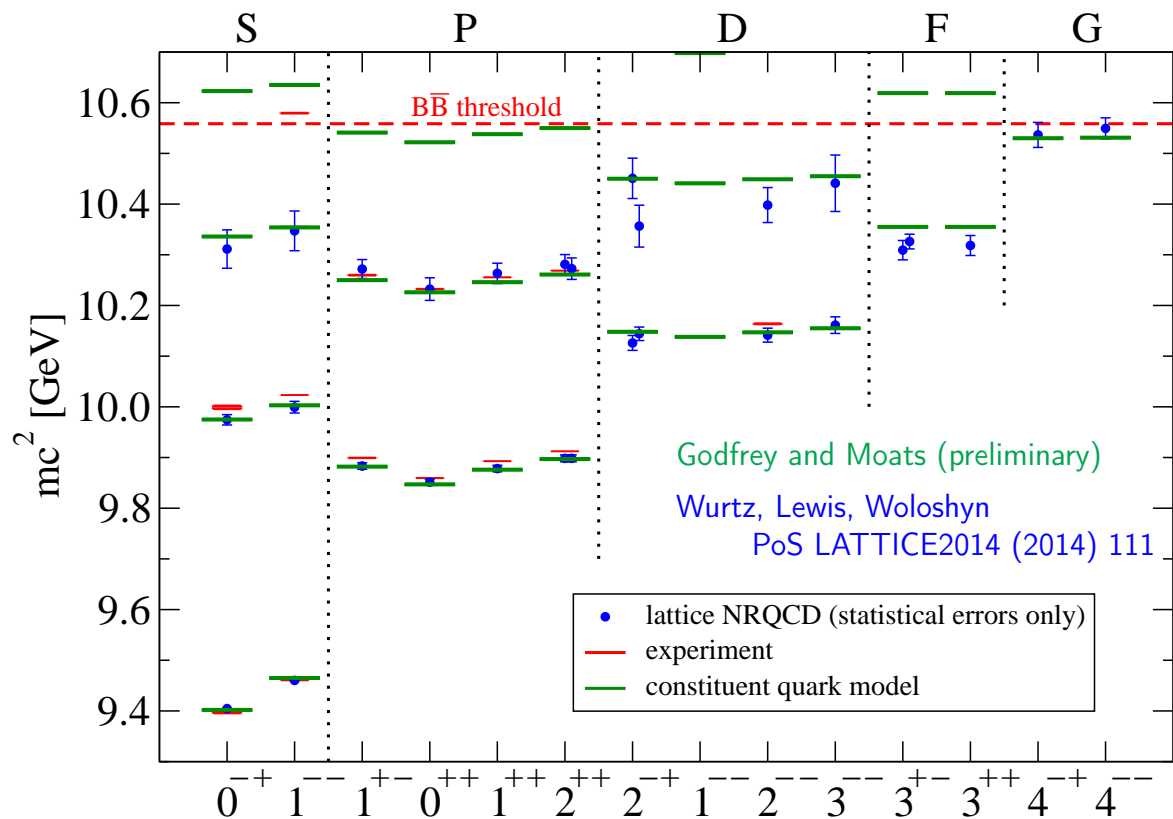 S P D F G
BB̅ threshold
10.6
10.4
10.2
10.0
9.8
9.6
9.4
mc² [GeV]
Godfrey and Moats (preliminary)
Wurtz, Lewis, Woloshyn
PoS LATTICE2014 (2014) 111
lattice NRQCD (statistical errors only)
experiment
constituent quark model
0⁻⁺ 1⁻⁻ 1⁺⁻ 0⁺⁺ 1⁺⁺ 2⁺⁺ 2⁻⁺ 1⁻⁻ 2⁻⁻ 3⁻⁻ 3⁺⁻ 3⁺⁺ 4⁻⁺ 4⁻⁻